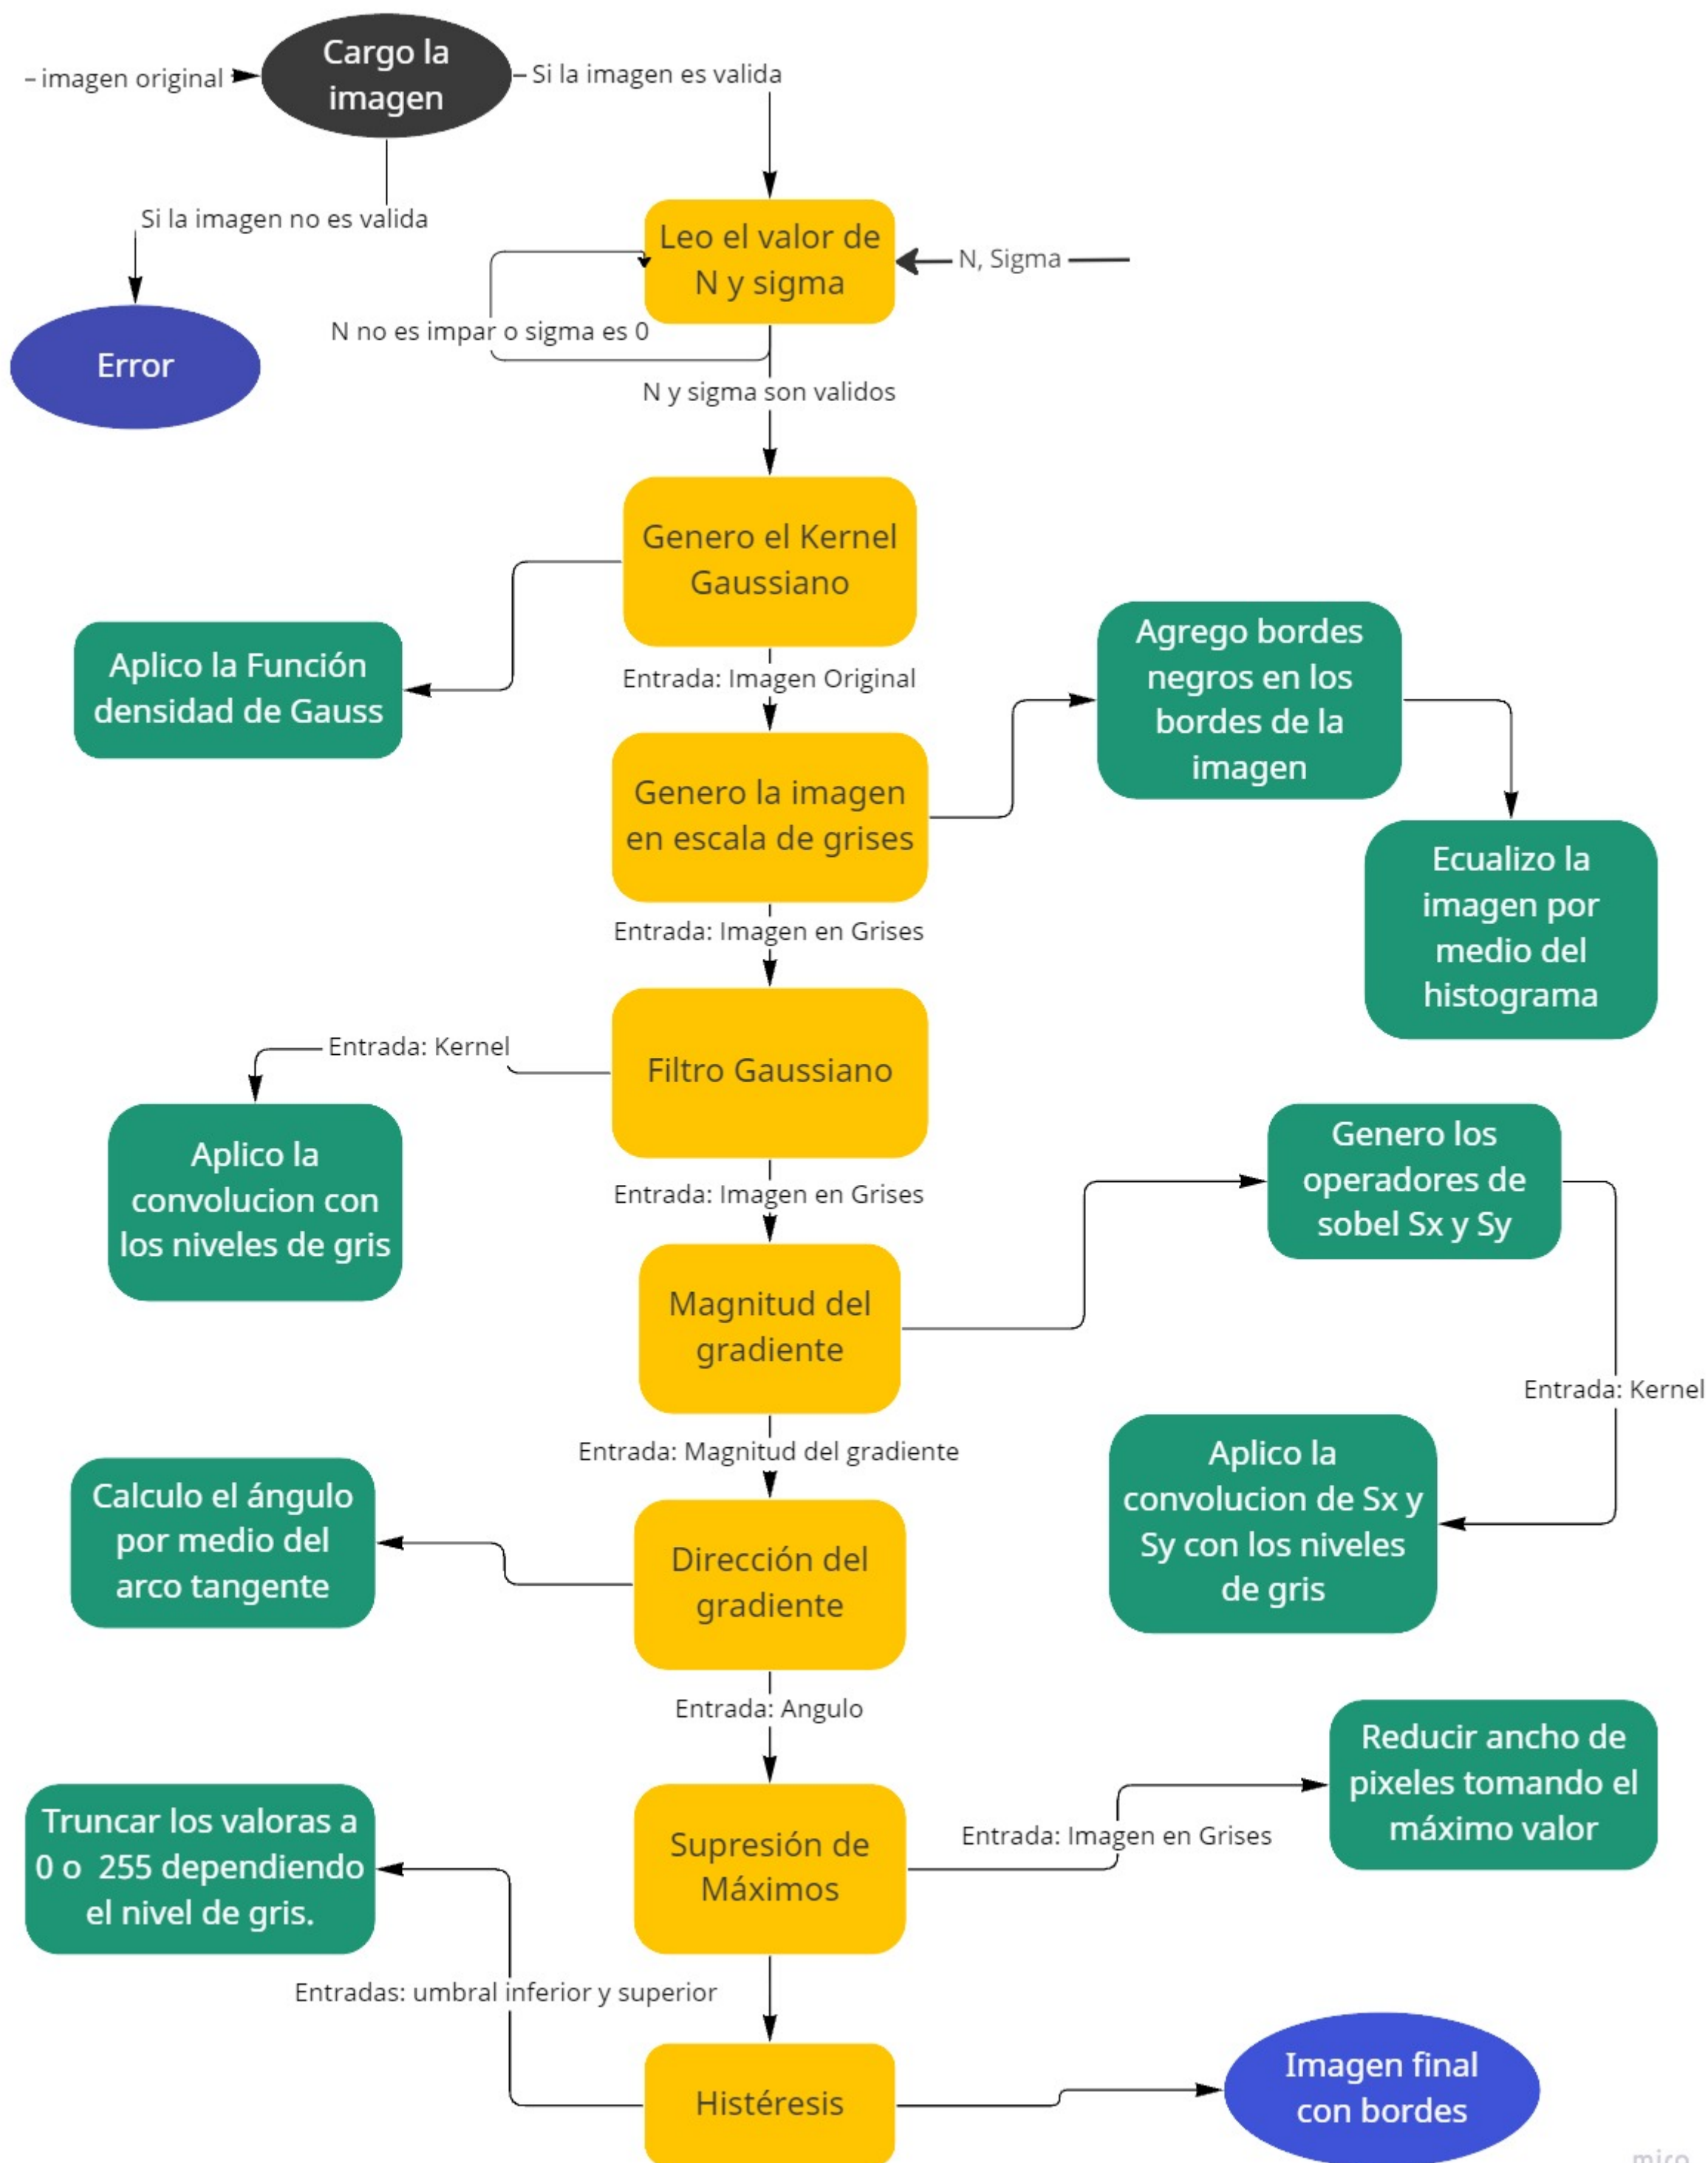 imagen original
Cargo la
imagen
Si la imagen es valida
Si la imagen no es valida
Error
Leo el valor de
N y sigma
N, Sigma
N no es impar o sigma es 0
N y sigma son validos
Genero el Kernel
Gaussiano
Aplico la Función
densidad de Gauss
Entrada: Imagen Original
Genero la imagen
en escala de grises
Agrego bordes
negros en los
bordes de la
imagen
Ecualizo la
imagen por
medio del
histograma
Entrada: Imagen en Grises
Filtro Gaussiano
Entrada: Kernel
Aplico la
convolucion con
los niveles de gris
Entrada: Imagen en Grises
Magnitud del
gradiente
Genero los
operadores de
sobel Sx y Sy
Entrada: Kernel
Aplico la
convolucion de Sx y
Sy con los niveles
de gris
Entrada: Magnitud del gradiente
Dirección del
gradiente
Calculo el ángulo
por medio del
arco tangente
Entrada: Angulo
Supresión de
Máximos
Entrada: Imagen en Grises
Reducir ancho de
pixeles tomando el
máximo valor
Truncar los valoras a
0 o  255 dependiendo
el nivel de gris.
Entradas: umbral inferior y superior
Histéresis
Imagen final
con bordes
miro